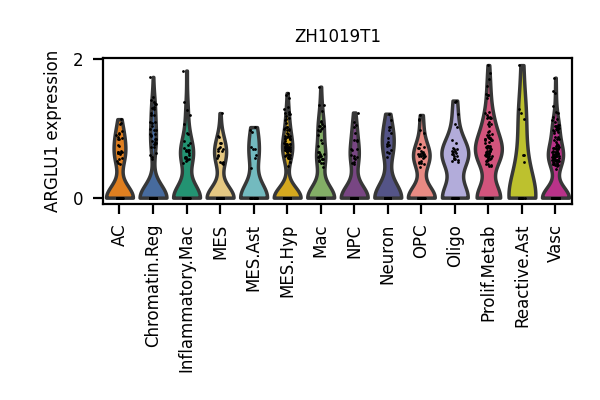 ZH1019T1
ARGLU1 expression
2
0
AC
Chromatin.Reg
Inflammatory.Mac
MES
MES.Ast
MES.Hyp
Mac
NPC
Neuron
OPC
Oligo
Prolif.Metab
Reactive.Ast
Vasc